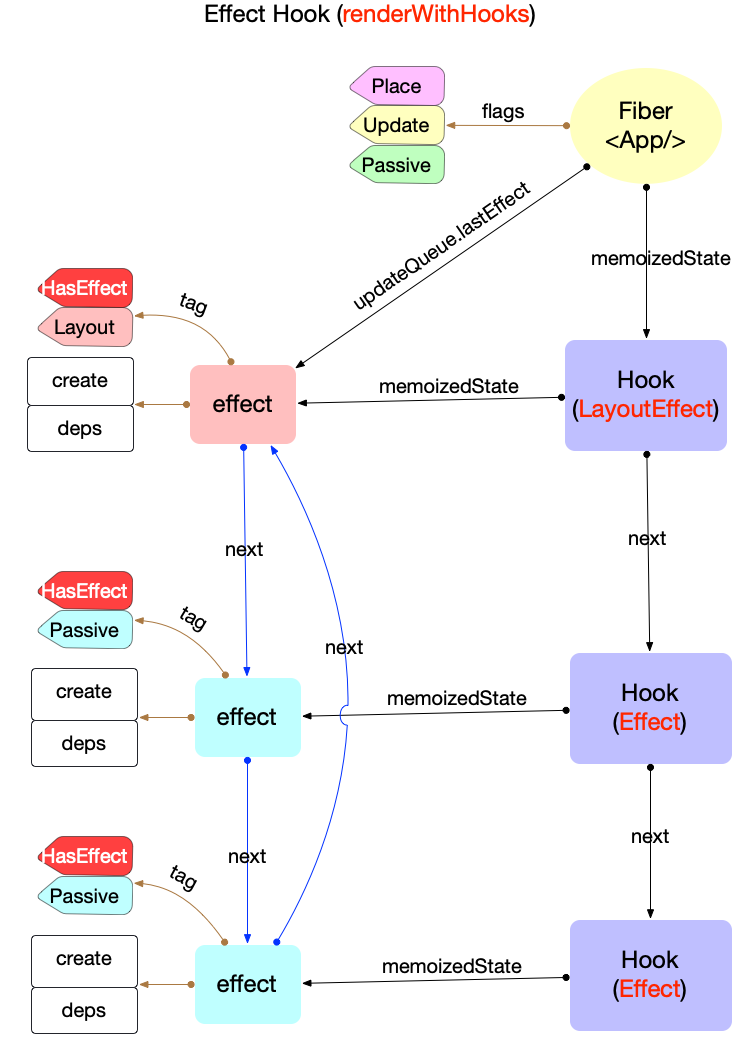 Effect Hook (renderWithHooks)
Place
Update
Passive
flags
Fiber
<App/>
updateQueue.lastEffect
memoizedState
HasEffect
Layout
tag
create
deps
effect
memoizedState
Hook
(LayoutEffect)
next
next
next
HasEffect
Passive
tag
create
deps
effect
memoizedState
Hook
(Effect)
next
next
HasEffect
Passive
tag
create
deps
effect
memoizedState
Hook
(Effect)